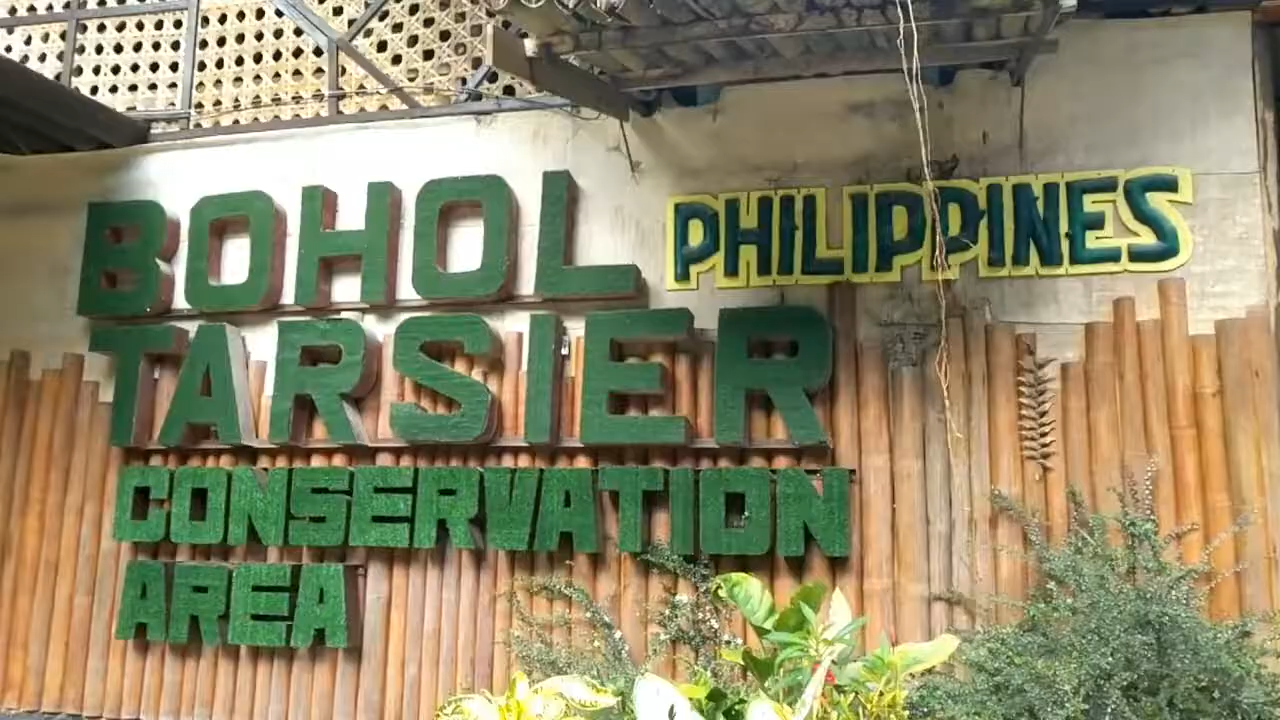 BOHOL
PHILIPPINES
TARSIER
CONSERVATION
AREA